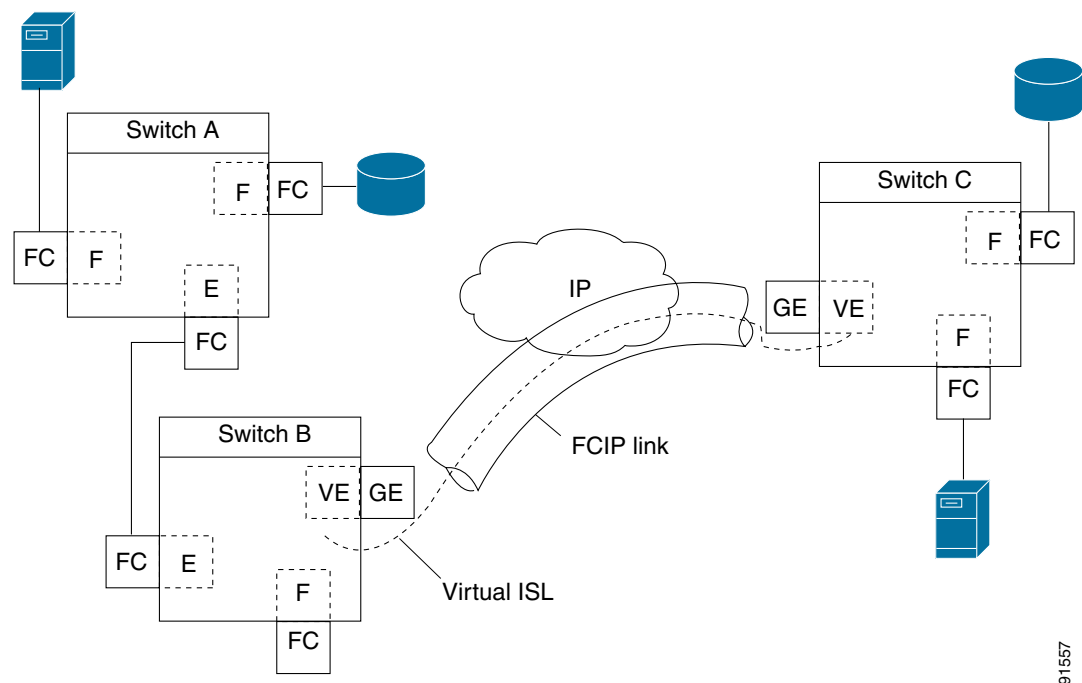 Switch A
F
FC
FC
F
E
FC
Switch B
VE
GE
FC
E
F
FC
IP
FCIP link
Virtual ISL
Switch C
F
FC
GE
VE
F
FC
91557